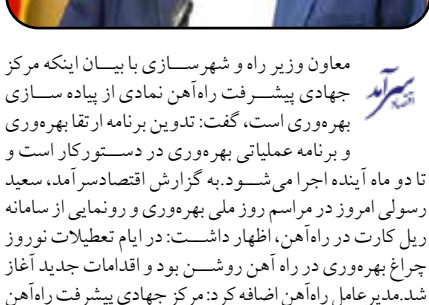 معاون وزیر راه و شهرسازی با بیان اینکه مرکز
سرآمد
اقتصاد
جهادی پیشرفت راه‌آهن نمادی از پیاده سازی
بهره‌وری است، گفت: تدوین برنامه ارتقا بهره‌وری
و برنامه عملیاتی بهره‌وری در دستورکار است و
تا دو ماه آینده اجرا می‌شود.به گزارش اقتصادسرآمد، سعید
رسولی امروز در مراسم روز ملی بهره‌وری و رونمایی از سامانه
ریل کارت در راه‌آهن، اظهار داشت: در ایام تعطیلات نوروز
چراغ بهره‌وری در راه آهن روشن بود و اقدامات جدید آغاز
شد.مدیرعامل راه‌آهن اضافه کرد: مرکز جهادی پیشرفت راه‌آهن